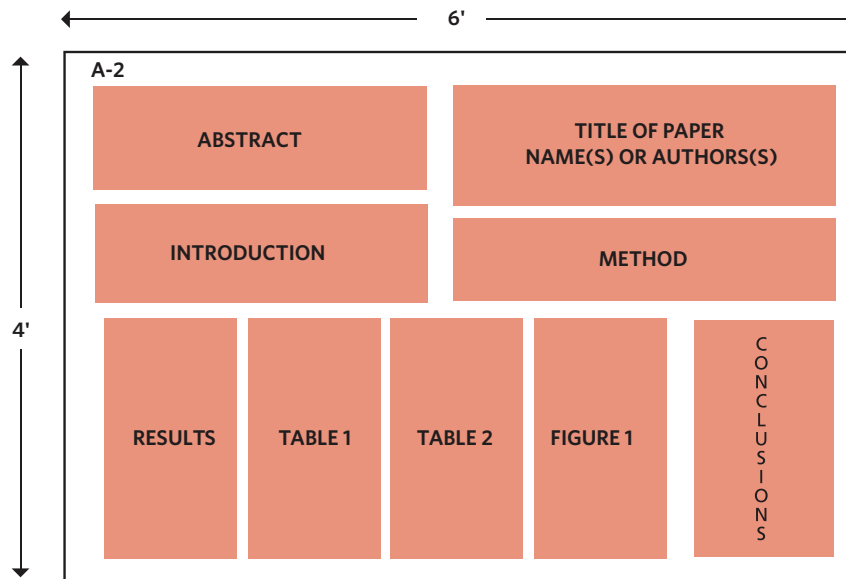 6'
A-2
ABSTRACT
TITLE OF PAPER
NAME(S) OR AUTHORS(S)
INTRODUCTION
METHOD
4'
RESULTS
TABLE 1
TABLE 2
FIGURE 1
CONCLUSIONS